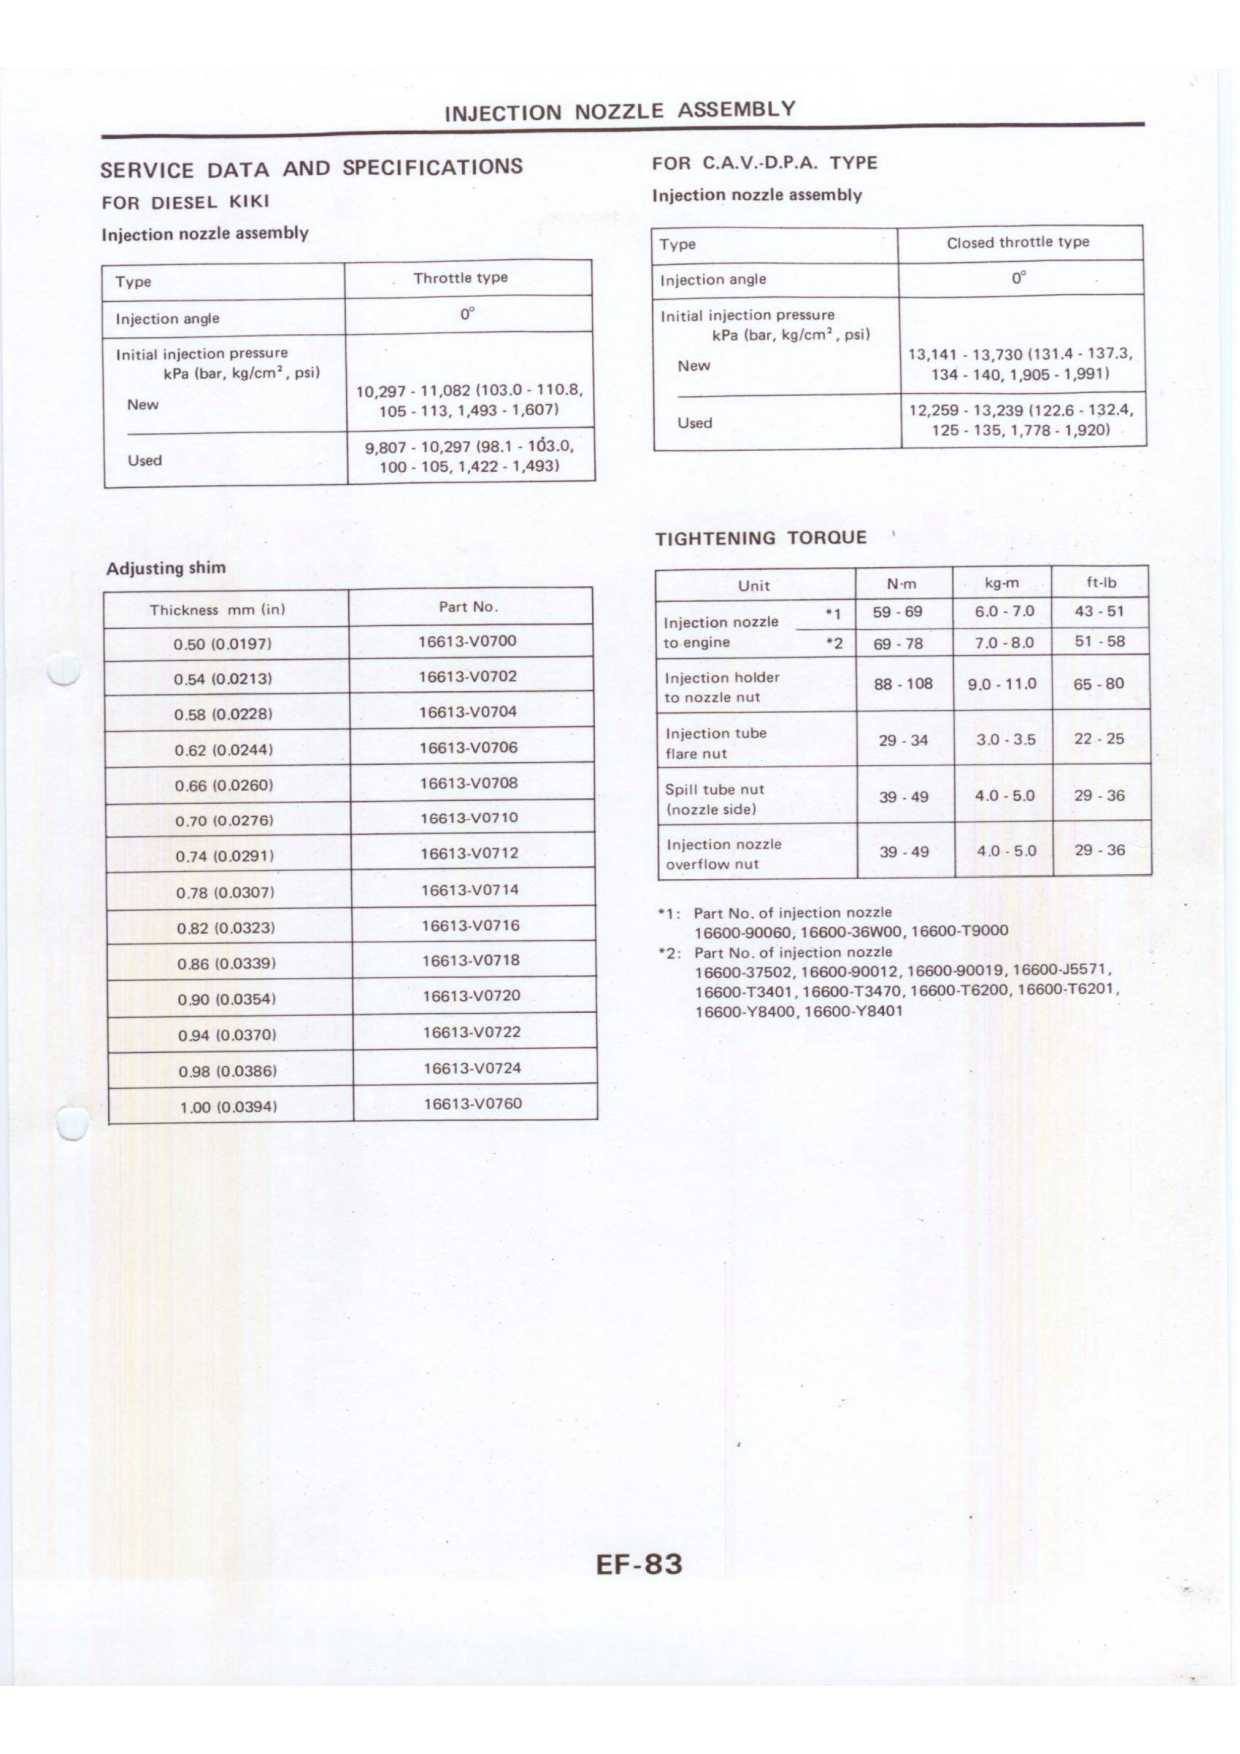 INJECTION NOZZLE ASSEMBLY
SERVICE DATA AND SPECIFICATIONS
FOR DIESEL KIKI
Injection nozzle assembly
Type Throttle type
Injection angle 0°
Initial injection pressure
kPa (bar, kg/cm², psi)
New 10,297 - 11,082 (103.0 - 110.8,
105 - 113, 1,493 - 1,607)
Used 9,807 - 10,297 (98.1 - 103.0,
100 - 105, 1,422 - 1,493)
Adjusting shim
Thickness mm (in) Part No.
0.50 (0.0197) 16613-V0700
0.54 (0.0213) 16613-V0702
0.58 (0.0228) 16613-V0704
0.62 (0.0244) 16613-V0706
0.66 (0.0260) 16613-V0708
0.70 (0.0276) 16613-V0710
0.74 (0.0291) 16613-V0712
0.78 (0.0307) 16613-V0714
0.82 (0.0323) 16613-V0716
0.86 (0.0339) 16613-V0718
0.90 (0.0354) 16613-V0720
0.94 (0.0370) 16613-V0722
0.98 (0.0386) 16613-V0724
1.00 (0.0394) 16613-V0760
FOR C.A.V.-D.P.A. TYPE
Injection nozzle assembly
Type Closed throttle type
Injection angle 0°
Initial injection pressure
kPa (bar, kg/cm², psi)
New 13,141 - 13,730 (131.4 - 137.3,
134 - 140, 1,905 - 1,991)
Used 12,259 - 13,239 (122.6 - 132.4,
125 - 135, 1,778 - 1,920)
TIGHTENING TORQUE
Unit N·m kg-m ft-lb
Injection nozzle *1 59 - 69 6.0 - 7.0 43 - 51
to engine *2 69 - 78 7.0 - 8.0 51 - 58
Injection holder
to nozzle nut 88 - 108 9.0 - 11.0 65 - 80
Injection tube
flare nut 29 - 34 3.0 - 3.5 22 - 25
Spill tube nut
(nozzle side) 39 - 49 4.0 - 5.0 29 - 36
Injection nozzle
overflow nut 39 - 49 4.0 - 5.0 29 - 36
*1: Part No. of injection nozzle
16600-90060, 16600-36W00, 16600-T9000
*2: Part No. of injection nozzle
16600-37502, 16600-90012, 16600-90019, 16600-J5571,
16600-T3401, 16600-T3470, 16600-T6200, 16600-T6201,
16600-Y8400, 16600-Y8401
EF-83